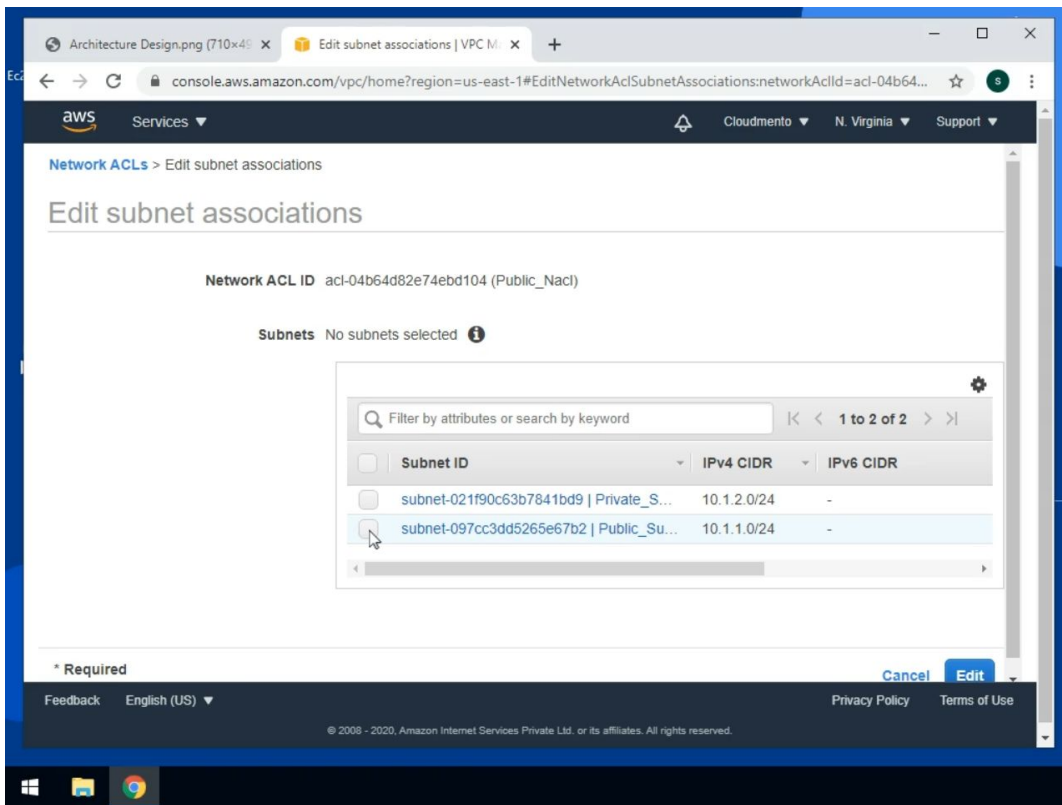 Architecture Design.png (710×49
Edit subnet associations | VPC M
Ec2
console.aws.amazon.com/vpc/home?region=us-east-1#EditNetworkAclSubnetAssociations:networkAclId=acl-04b64...
S
aws Services Cloudmento N. Virginia Support
Network ACLs > Edit subnet associations
Edit subnet associations
Network ACL ID acl-04b64d82e74ebd104 (Public_Nacl)
Subnets No subnets selected
Filter by attributes or search by keyword 1 to 2 of 2
Subnet ID IPv4 CIDR IPv6 CIDR
subnet-021f90c63b7841bd9 | Private_S... 10.1.2.0/24 -
subnet-097cc3dd5265e67b2 | Public_Su... 10.1.1.0/24 -
* Required
Cancel Edit
Feedback English (US) Privacy Policy Terms of Use
© 2008 - 2020, Amazon Internet Services Private Ltd. or its affiliates. All rights reserved.